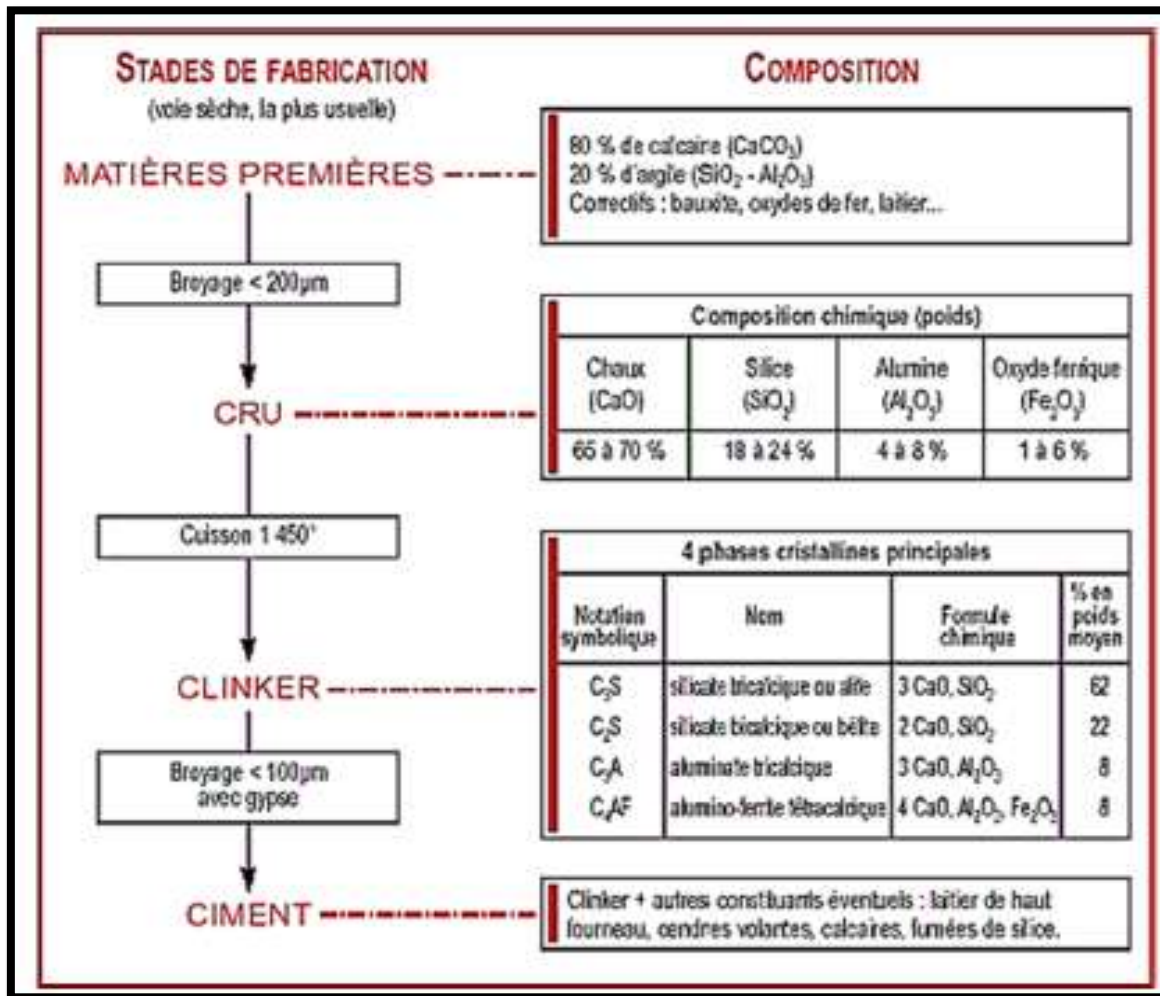 STADES DE FABRICATION
(voie sèche, la plus usuelle)
COMPOSITION
MATIÈRES PREMIÈRES
80 % de calcaire (CaCO₃)
20 % d'argile (SiO₂ - Al₂O₃)
Correctifs : bauxite, oxydes de fer, laitier...
Broyage < 200µm
CRU
Composition chimique (poids)
Chaux (CaO)
Silice (SiO₂)
Alumine (Al₂O₃)
Oxyde ferrique (Fe₂O₃)
65 à 70 %
18 à 24 %
4 à 8 %
1 à 6 %
Cuisson 1 450°
CLINKER
4 phases cristallines principales
Notation symbolique
Nom
Formule chimique
% en poids moyen
C₃S silicate tricalcique ou alite 3 CaO, SiO₂ 62
C₂S silicate bicalcique ou bélite 2 CaO, SiO₂ 22
C₃A aluminate tricalcique 3 CaO, Al₂O₃ 8
C₄AF alumino-ferrite tétracalcique 4 CaO, Al₂O₃, Fe₂O₃ 8
Broyage < 100µm
avec gypse
CIMENT
Clinker + autres constituants éventuels : laitier de haut
fourneau, cendres volantes, calcaires, fumées de silice.